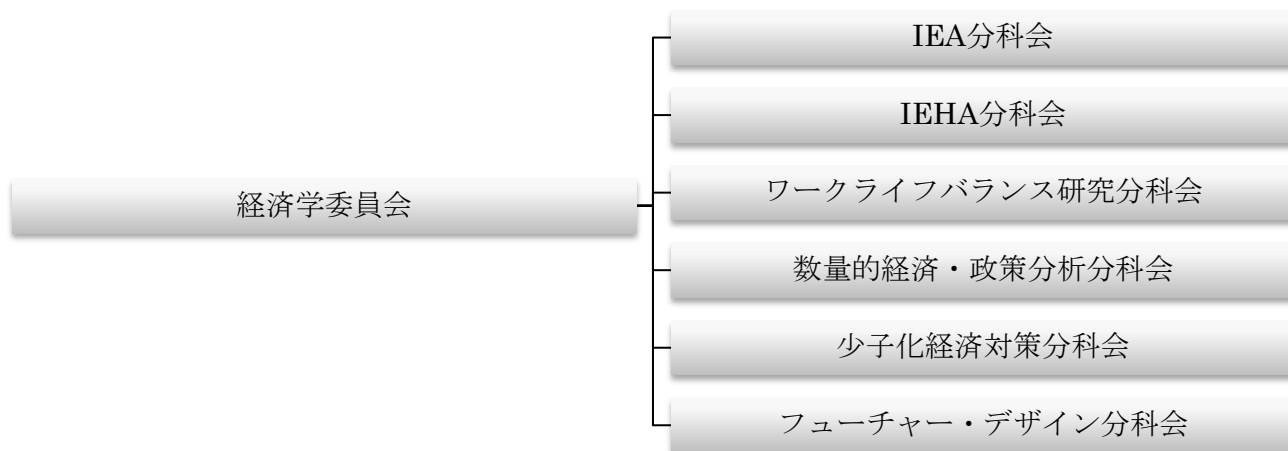 経済学委員会
IEA分科会
IEHA分科会
ワークライフバランス研究分科会
数量的経済・政策分析分科会
少子化経済対策分科会
フューチャー・デザイン分科会